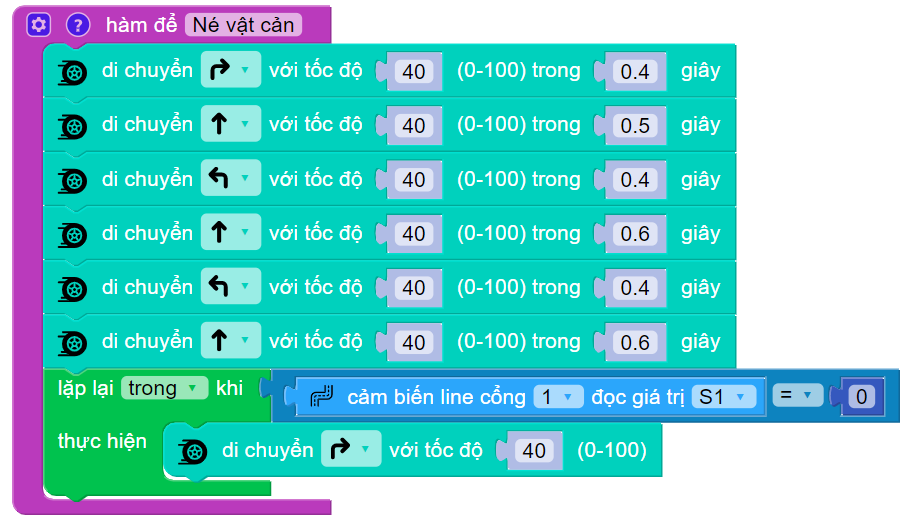 ? hàm để Né vật cản
di chuyển với tốc độ 40 (0-100) trong 0.4 giây
di chuyển với tốc độ 40 (0-100) trong 0.5 giây
di chuyển với tốc độ 40 (0-100) trong 0.4 giây
di chuyển với tốc độ 40 (0-100) trong 0.6 giây
di chuyển với tốc độ 40 (0-100) trong 0.4 giây
di chuyển với tốc độ 40 (0-100) trong 0.6 giây
lặp lại trong khi cảm biến line cổng 1 đọc giá trị S1 = 0
thực hiện di chuyển với tốc độ 40 (0-100)